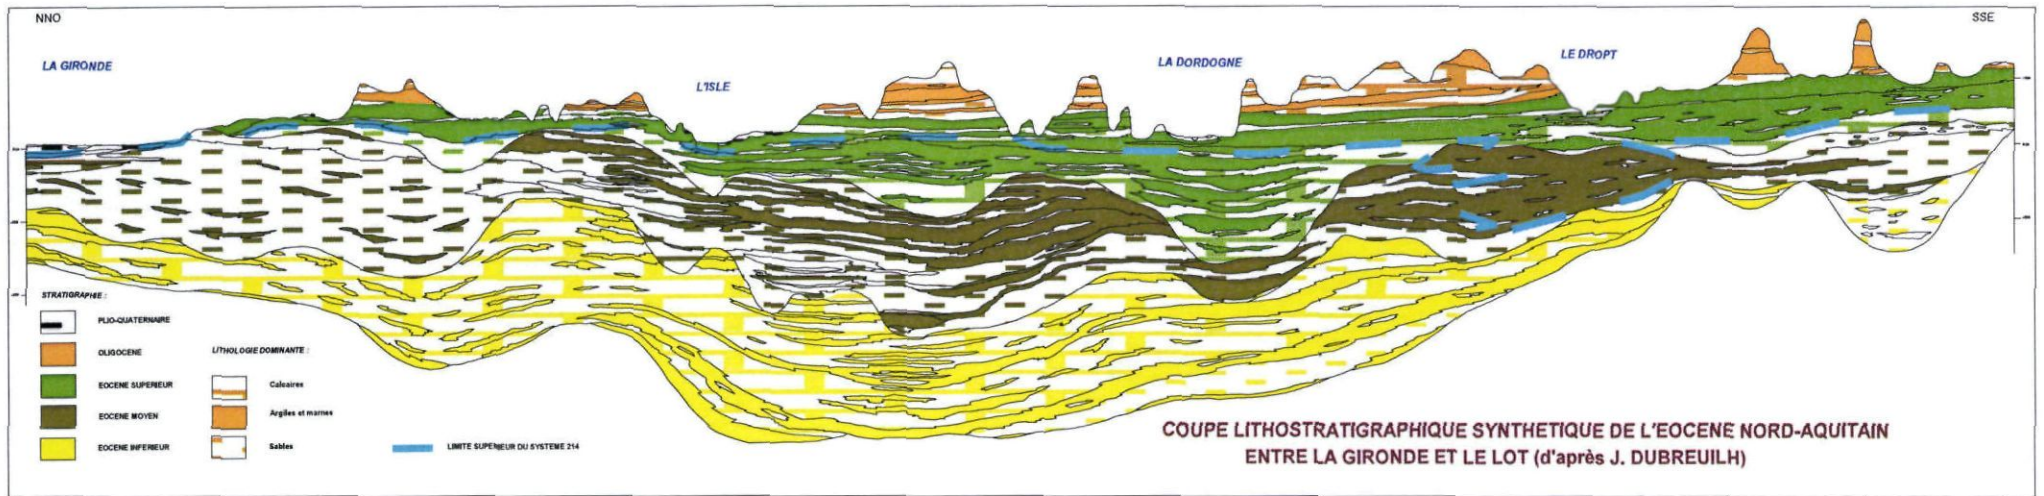 NNO
SSE
LA GIRONDE
L'ISLE
LA DORDOGNE
LE DROPT
STRATIGRAPHIE :
PLIO-QUATERNAIRE
OLIGOCENE
LITHOLOGIE DOMINANTE :
EOCENE SUPERIEUR
Calcaires
EOCENE MOYEN
Argiles et marnes
EOCENE INFERIEUR
Sables
LIMITE SUPERIEUR DU SYSTEME 214
COUPE LITHOSTRATIGRAPHIQUE SYNTHETIQUE DE L'EOCENE NORD-AQUITAIN
ENTRE LA GIRONDE ET LE LOT (d'après J. DUBREUILH)